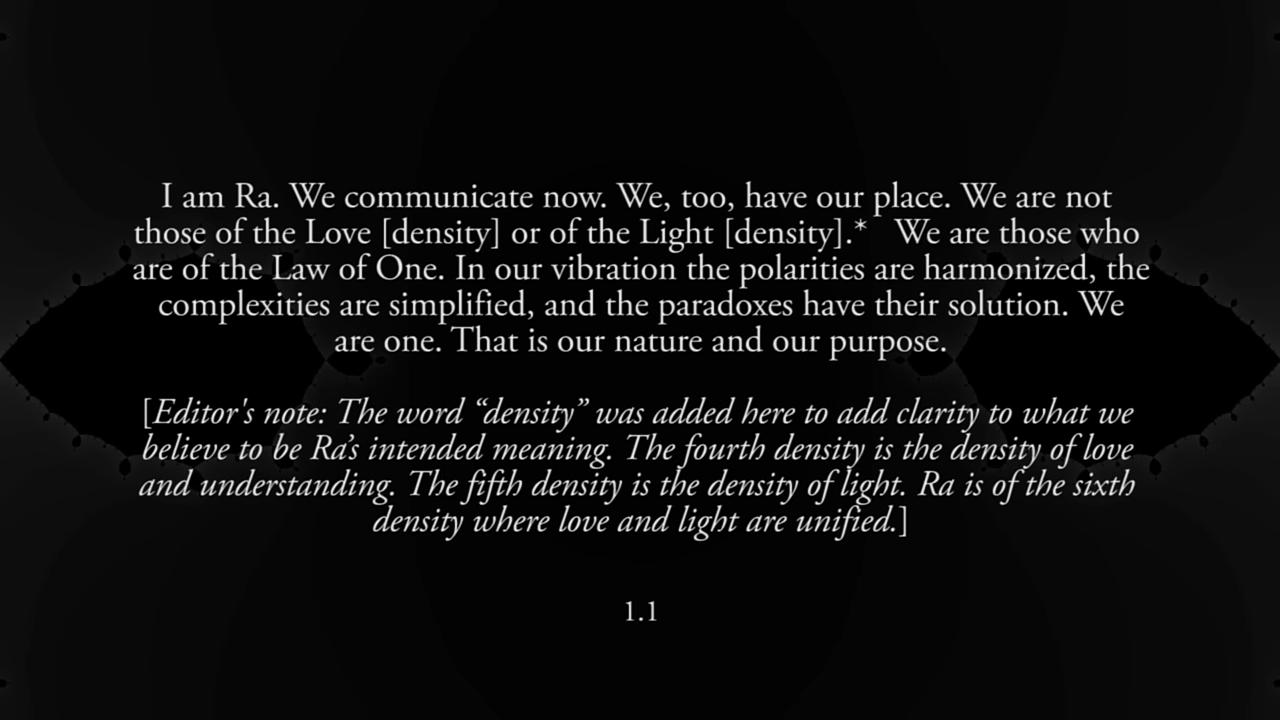 I am Ra. We communicate now. We, too, have our place. We are not
those of the Love [density] or of the Light [density].* We are those who
are of the Law of One. In our vibration the polarities are harmonized, the
complexities are simplified, and the paradoxes have their solution. We
are one. That is our nature and our purpose.
[Editor's note: The word “density” was added here to add clarity to what we
believe to be Ra’s intended meaning. The fourth density is the density of love
and understanding. The fifth density is the density of light. Ra is of the sixth
density where love and light are unified.]
1.1